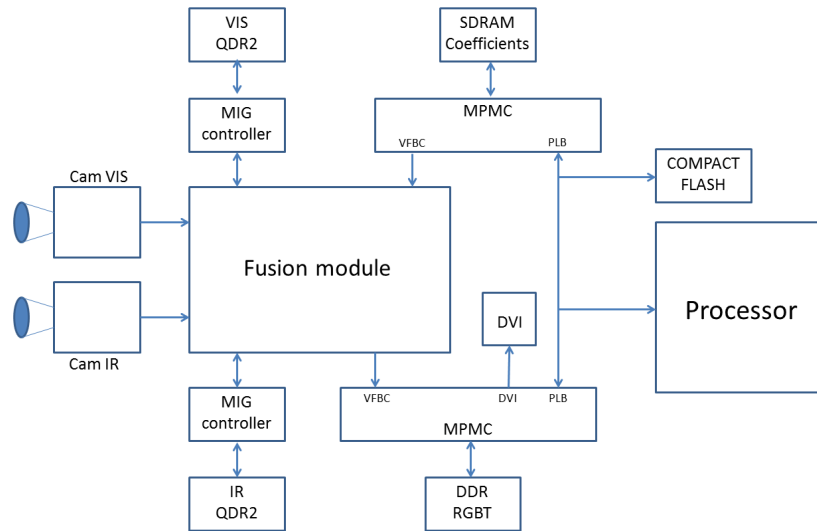 VIS
QDR2
SDRAM
Coefficients
MIG
controller
MPMC
VFBC
PLB
COMPACT
FLASH
Cam VIS
Fusion module
Processor
DVI
Cam IR
MIG
controller
VFBC
DVI
PLB
MPMC
IR
QDR2
DDR
RGBT